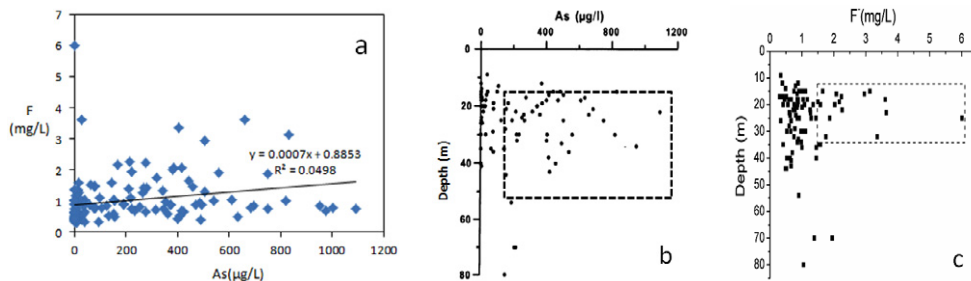 a
7
6
5
4
3
2
1
0
F
(mg/L)
y = 0.0007x + 0.8853
R² = 0.0498
0 200 400 600 800 1000 1200
As(µg/L)
As (µg/l)
0 400 800 1200
0
20
40
60
80
Depth (m)
b
F⁻(mg/L)
0 1 2 3 4 5 6
0
10
20
30
40
50
60
70
80
Depth (m)
c